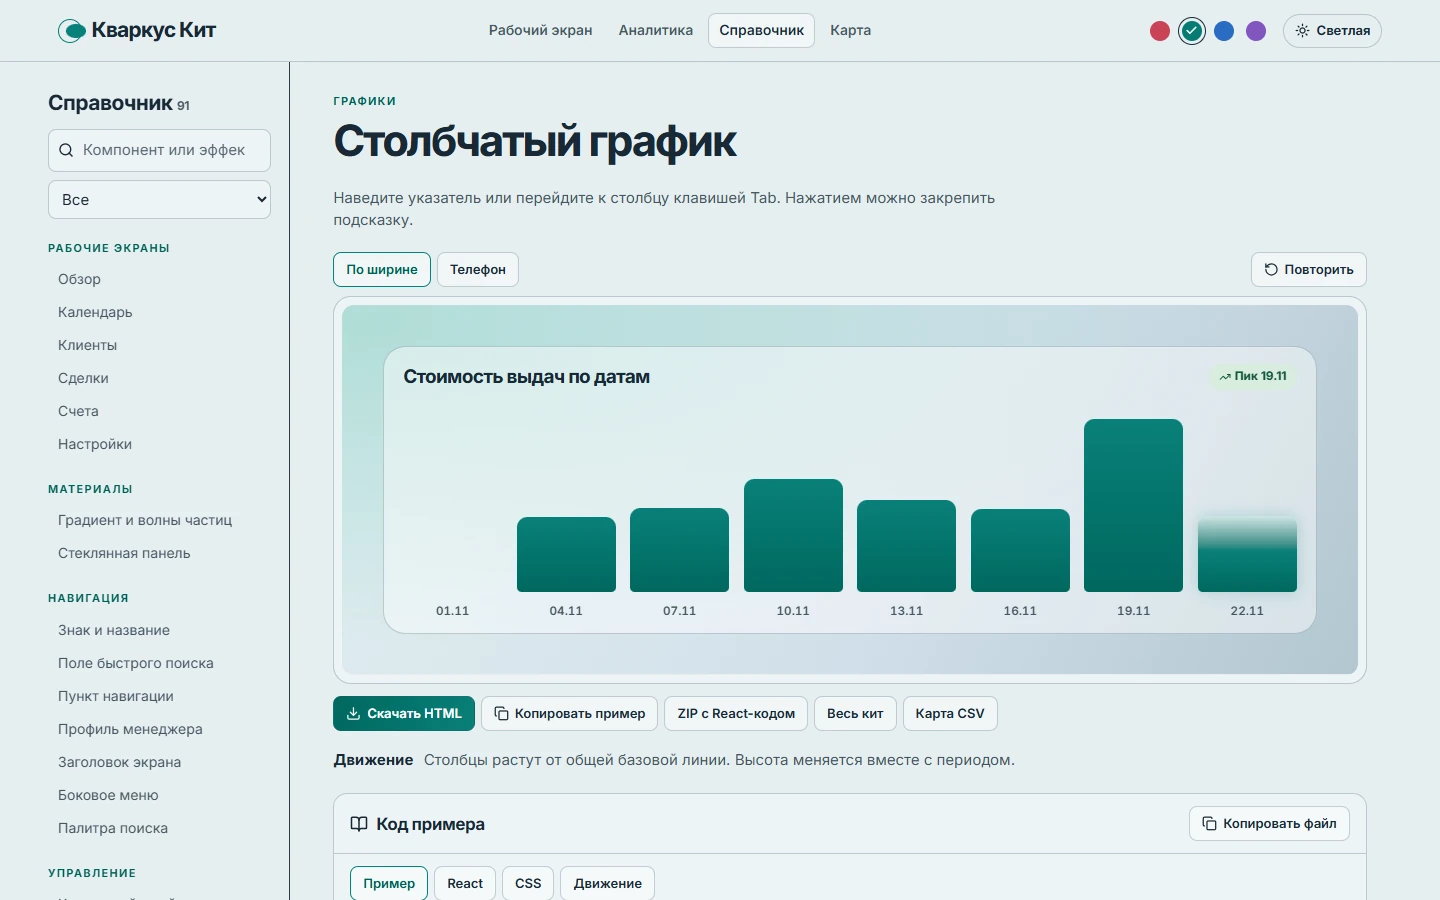 Кваркус Кит
Рабочий экран
Аналитика
Справочник
Карта
Светлая
Справочник 91
Компонент или эффек
Все
РАБОЧИЕ ЭКРАНЫ
Обзор
Календарь
Клиенты
Сделки
Счета
Настройки
МАТЕРИАЛЫ
Градиент и волны частиц
Стеклянная панель
НАВИГАЦИЯ
Знак и название
Поле быстрого поиска
Пункт навигации
Профиль менеджера
Заголовок экрана
Боковое меню
Палитра поиска
УПРАВЛЕНИЕ
ГРАФИКИ
Столбчатый график
Наведите указатель или перейдите к столбцу клавишей Tab. Нажатием можно закрепить
подсказку.
По ширине
Телефон
Повторить
Стоимость выдач по датам
Пик 19.11
01.11
04.11
07.11
10.11
13.11
16.11
19.11
22.11
Скачать HTML
Копировать пример
ZIP с React-кодом
Весь кит
Карта CSV
Движение Столбцы растут от общей базовой линии. Высота меняется вместе с периодом.
Код примера
Копировать файл
Пример
React
CSS
Движение